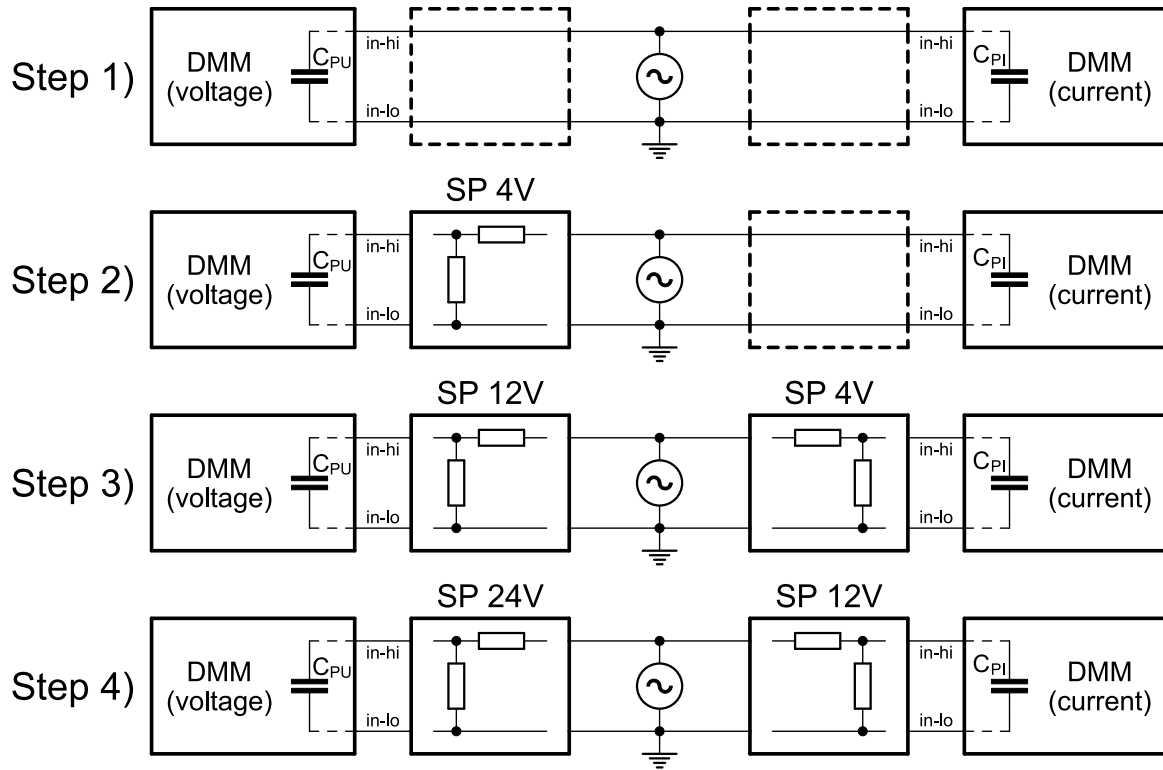 Step 1)
DMM
(voltage)
CPU
in-hi
in-lo
in-hi
in-lo
CPI
DMM
(current)
SP 4V
Step 2)
DMM
(voltage)
CPU
in-hi
in-lo
in-hi
in-lo
CPI
DMM
(current)
SP 12V
SP 4V
Step 3)
DMM
(voltage)
CPU
in-hi
in-lo
in-hi
in-lo
CPI
DMM
(current)
SP 24V
SP 12V
Step 4)
DMM
(voltage)
CPU
in-hi
in-lo
in-hi
in-lo
CPI
DMM
(current)